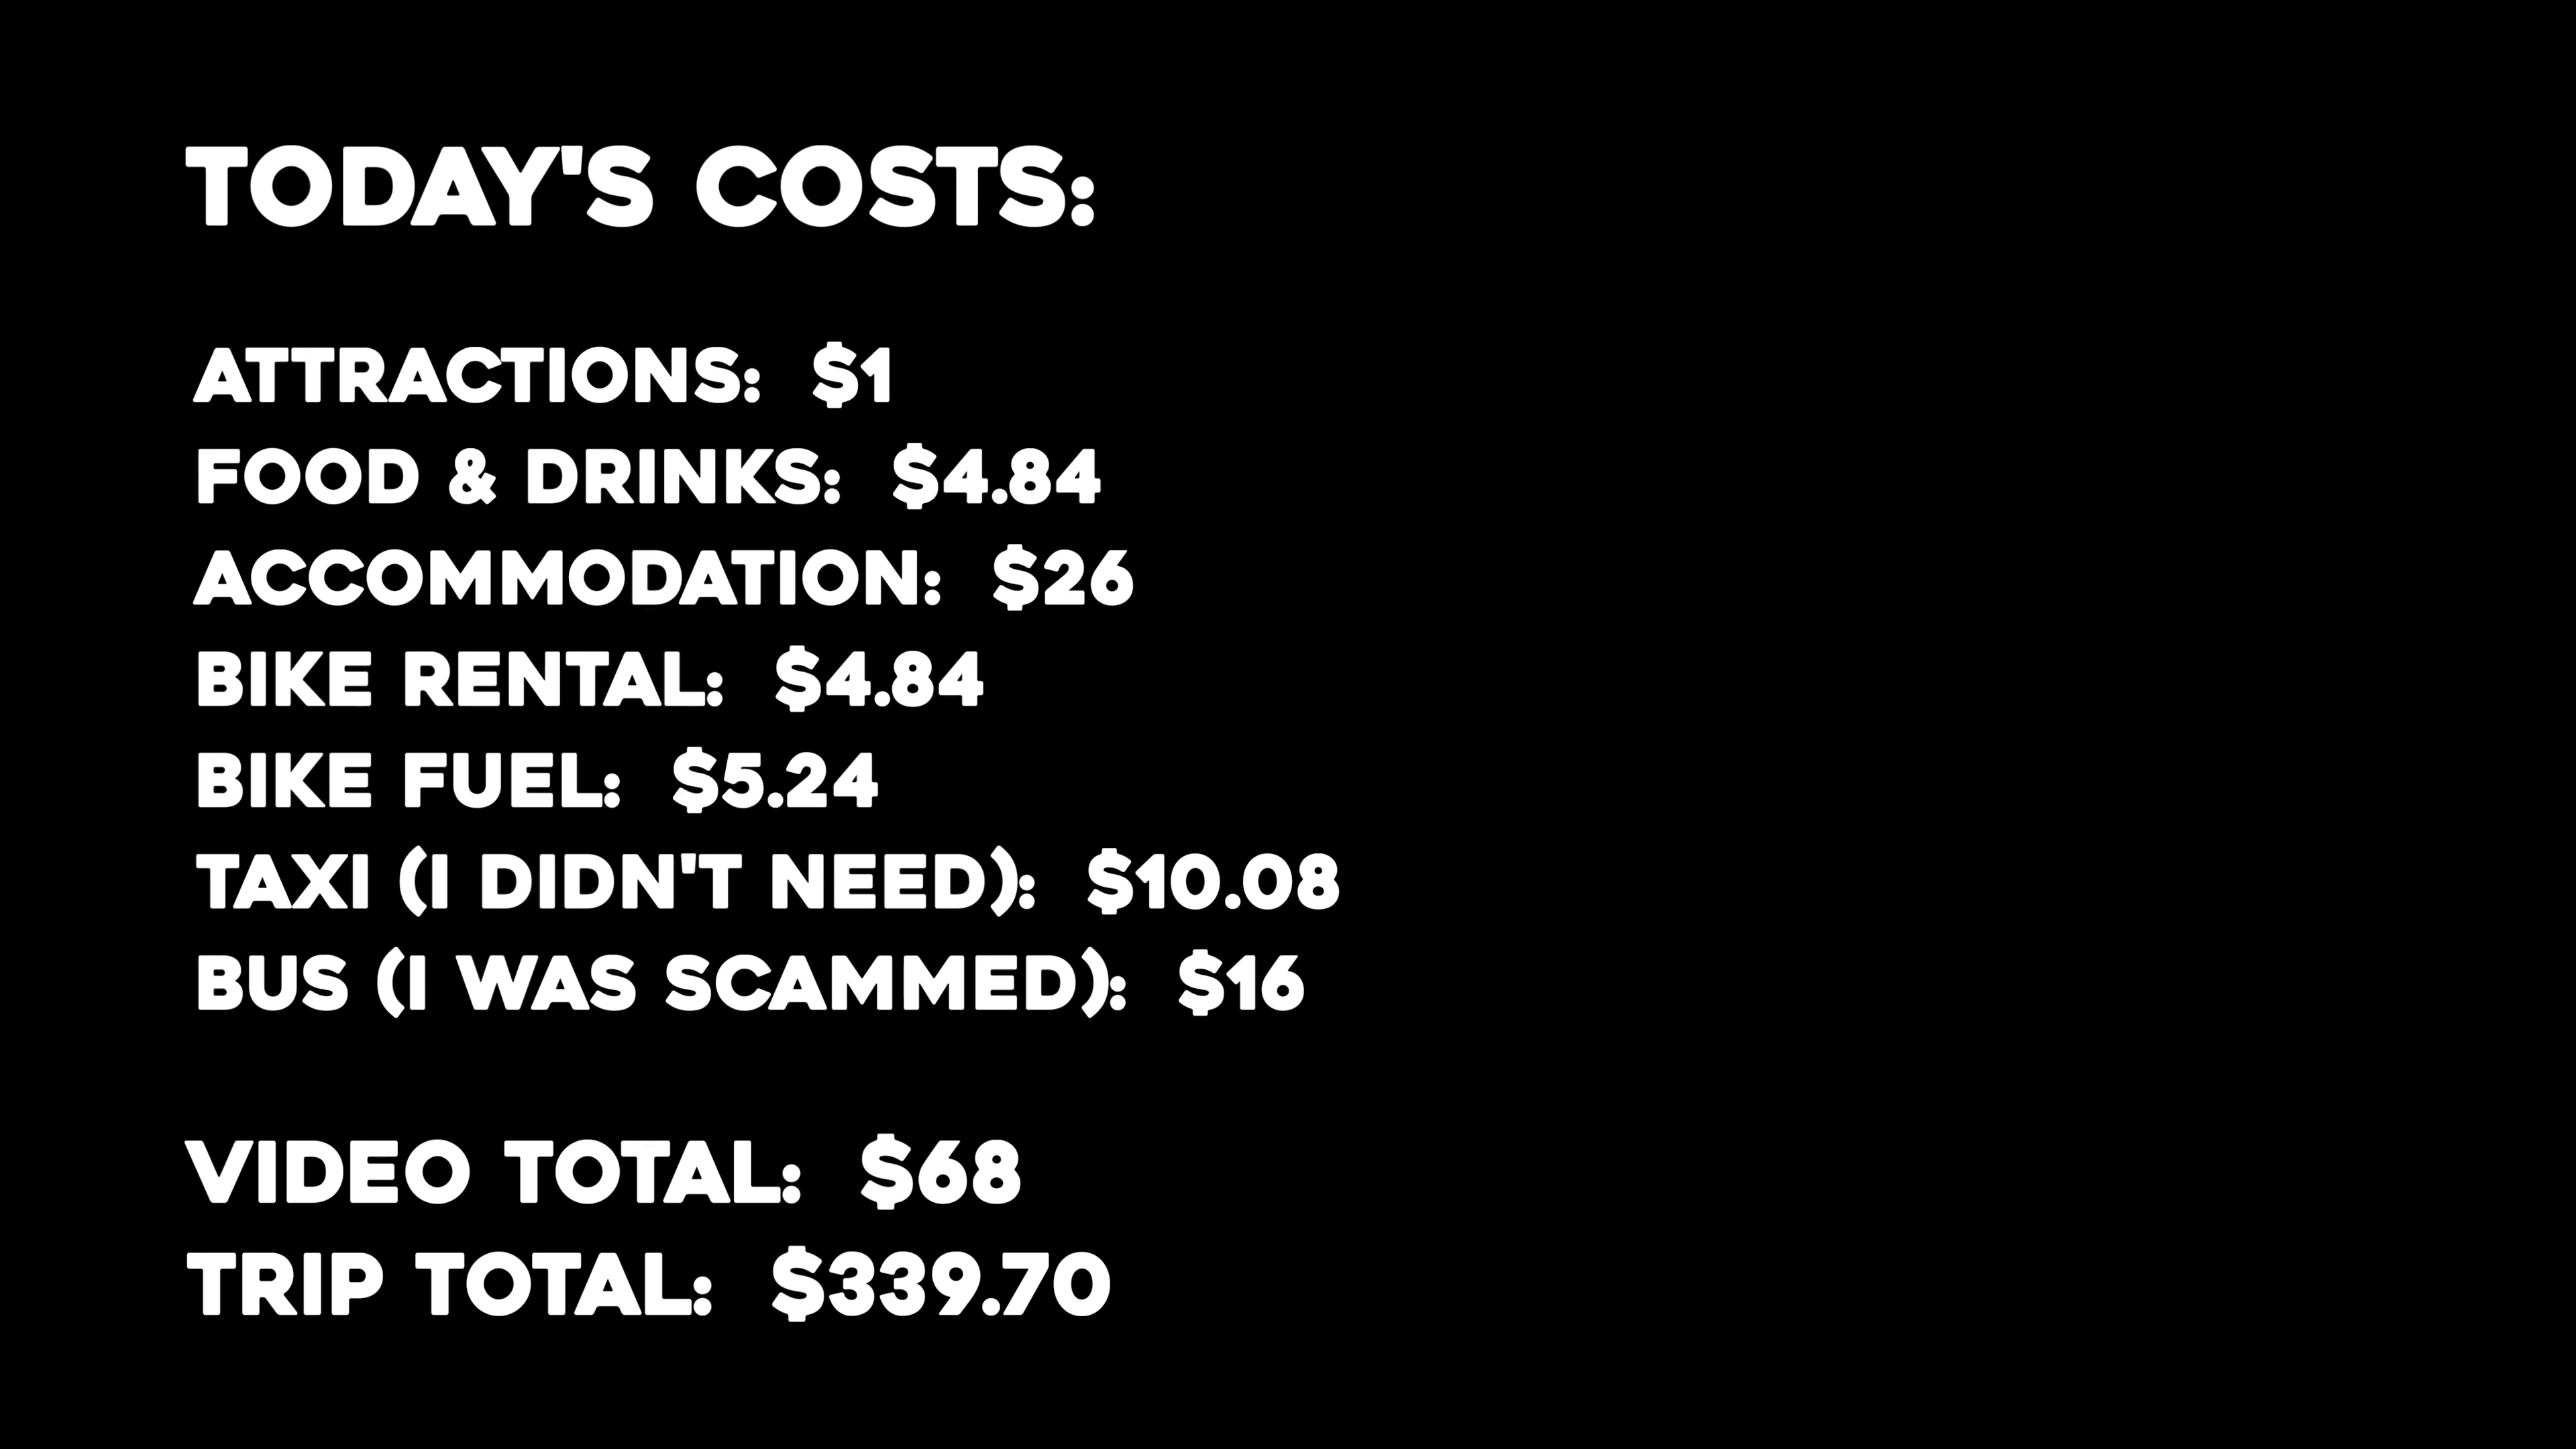 TODAY'S COSTS:
ATTRACTIONS: $1
FOOD & DRINKS: $4.84
ACCOMMODATION: $26
BIKE RENTAL: $4.84
BIKE FUEL: $5.24
TAXI (I DIDN'T NEED): $10.08
BUS (I WAS SCAMMED): $16
VIDEO TOTAL: $68
TRIP TOTAL: $339.70